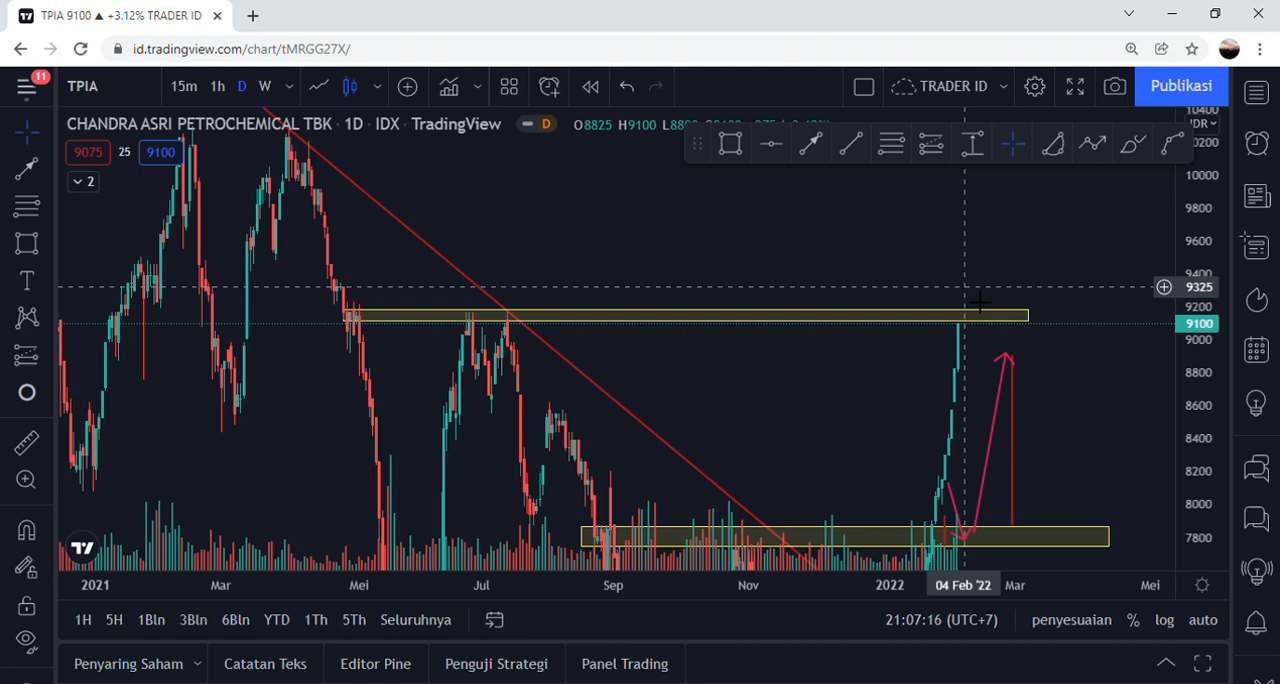 TPIA 9100 ▲ +3.12% TRADER ID
id.tradingview.com/chart/tMRGG27X/
11
TPIA
15m 1h D W
TRADER ID
Publikasi
CHANDRA ASRI PETROCHEMICAL TBK · 1D · IDX · TradingView
D
O8825 H9100
9075 25 9100
2
10400
10200
10000
9800
9600
9400
9325
9200
9100
9000
8800
8600
8400
8200
8000
7800
2021 Mar Mei Jul Sep Nov 2022 04 Feb '22 Mar Mei
1H 5H 1Bln 3Bln 6Bln YTD 1Th 5Th Seluruhnya
21:07:16 (UTC+7) penyesuaian % log auto
Penyaring Saham Catatan Teks Editor Pine Penguji Strategi Panel Trading